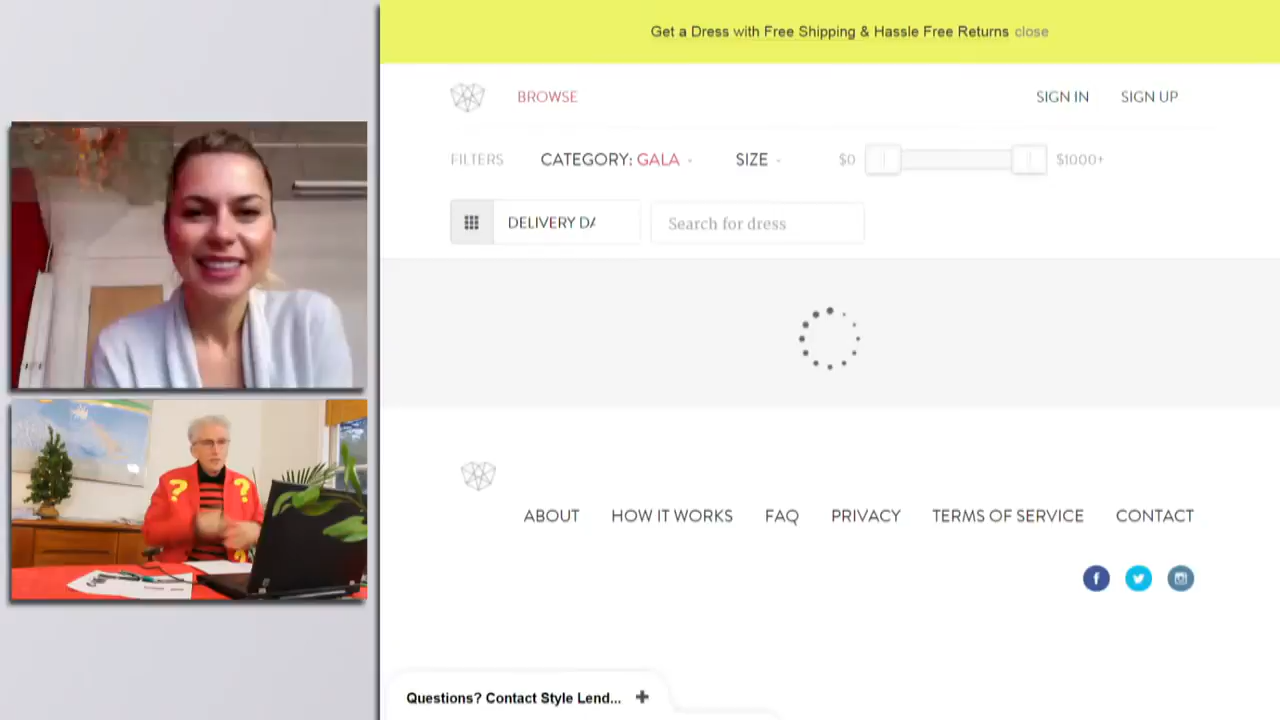 Get a Dress with Free Shipping & Hassle Free Returns close
BROWSE
SIGN IN
SIGN UP
FILTERS
CATEGORY: GALA
SIZE
$0
$1000+
DELIVERY DA
Search for dress
ABOUT
HOW IT WORKS
FAQ
PRIVACY
TERMS OF SERVICE
CONTACT
Questions? Contact Style Lend...
? ?
?